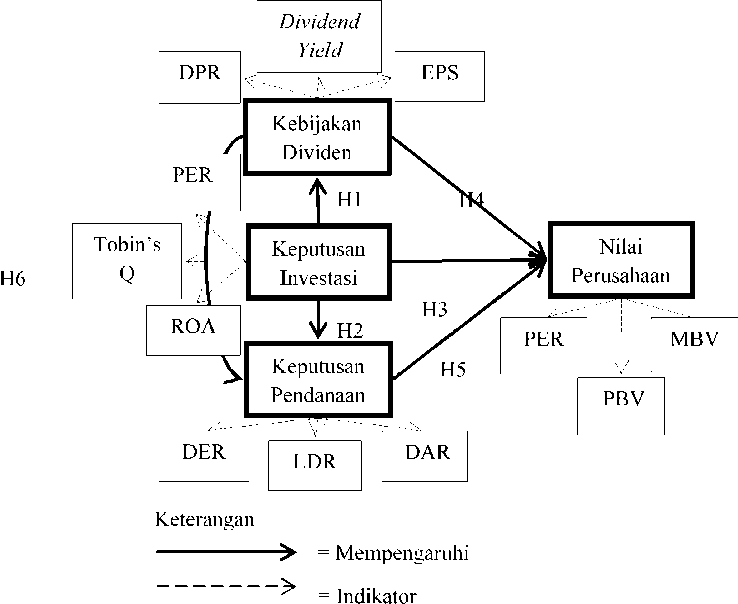 Dividend
Yield
DPR
EPS
Kebijakan
Dividen
PER
H1
H4
Tobin's
Q
Keputusan
Investasi
Nilai
Perusahaan
H6
H3
ROA
H2
PER
MBV
Keputusan
Pendanaan
H5
PBV
DER
LDR
DAR
Keterangan
= Mempengaruhi
= Indikator